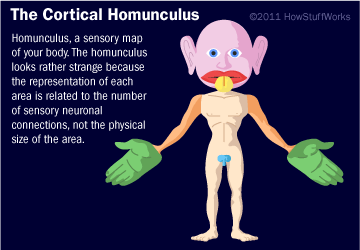 The Cortical Homunculus
©2011 HowStuffWorks
Homunculus, a sensory map
of your body. The homunculus
looks rather strange because
the representation of each
area is related to the number
of sensory neuronal
connections, not the physical
size of the area.